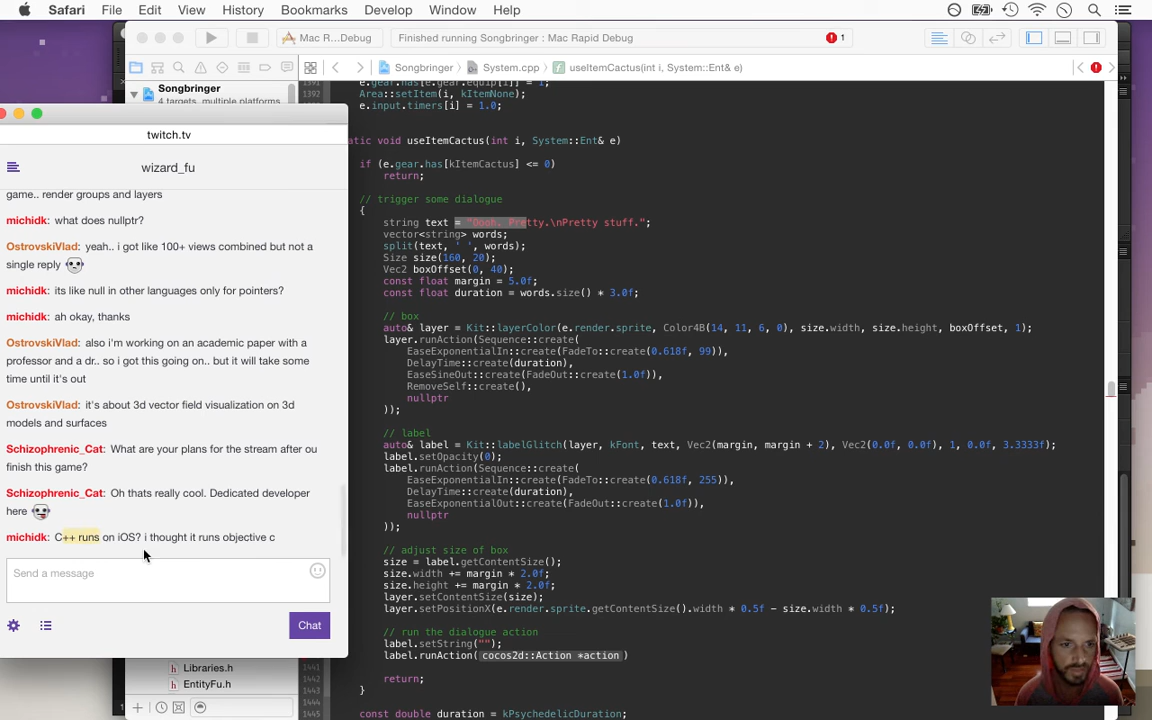 Safari File Edit View History Bookmarks Develop Window Help
Mac R...Debug
Finished running Songbringer : Mac Rapid Debug
1
Songbringer System.cpp useItemCactus(int i, System::Ent& e)
Songbringer
4 targets, multiple platforms
twitch.tv
wizard_fu
game.. render groups and layers
michidk: what does nullptr?
OstrovskiVlad: yeah.. i got like 100+ views combined but not a
single reply
michidk: its like null in other languages only for pointers?
michidk: ah okay, thanks
OstrovskiVlad: also i'm working on an academic paper with a
professor and a dr.. so i got this going on.. but it will take some
time until it's out
OstrovskiVlad: it's about 3d vector field visualization on 3d
models and surfaces
Schizophrenic_Cat: What are your plans for the stream after ou
finish this game?
Schizophrenic_Cat: Oh thats really cool. Dedicated developer
here
michidk: C++ runs on iOS? i thought it runs objective c
Send a message
Chat
Libraries.h
EntityFu.h
1392
Area::setItem(i, kItemNone);
e.input.timers[i] = 1.0;
atic void useItemCactus(int i, System::Ent& e)
if (e.gear.has[kItemCactus] <= 0)
return;
// trigger some dialogue
{
string text = "Oooh. Pretty.\nPretty stuff.";
vector<string> words;
split(text, ' ', words);
Size size(160, 20);
Vec2 boxOffset(0, 40);
const float margin = 5.0f;
const float duration = words.size() * 3.0f;
// box
auto& layer = Kit::layerColor(e.render.sprite, Color4B(14, 11, 6, 0), size.width, size.height, boxOffset, 1);
layer.runAction(Sequence::create(
EaseExponentialIn::create(FadeTo::create(0.618f, 99)),
DelayTime::create(duration),
EaseSineOut::create(FadeOut::create(1.0f)),
RemoveSelf::create(),
nullptr
));
// label
auto& label = Kit::labelGlitch(layer, kFont, text, Vec2(margin, margin + 2), Vec2(0.0f, 0.0f), 1, 0.0f, 3.3333f);
label.setOpacity(0);
label.runAction(Sequence::create(
EaseExponentialIn::create(FadeTo::create(0.618f, 255)),
DelayTime::create(duration),
EaseExponentialOut::create(FadeOut::create(1.0f)),
nullptr
));
// adjust size of box
size = label.getContentSize();
size.width += margin * 2.0f;
size.height += margin * 2.0f;
layer.setContentSize(size);
layer.setPositionX(e.render.sprite.getContentSize().width * 0.5f - size.width * 0.5f);
// run the dialogue action
label.setString("");
label.runAction( cocos2d::Action *action )
1441
1442 return;
1443 }
1444
1445 const double duration = kPsychedelicDuration;